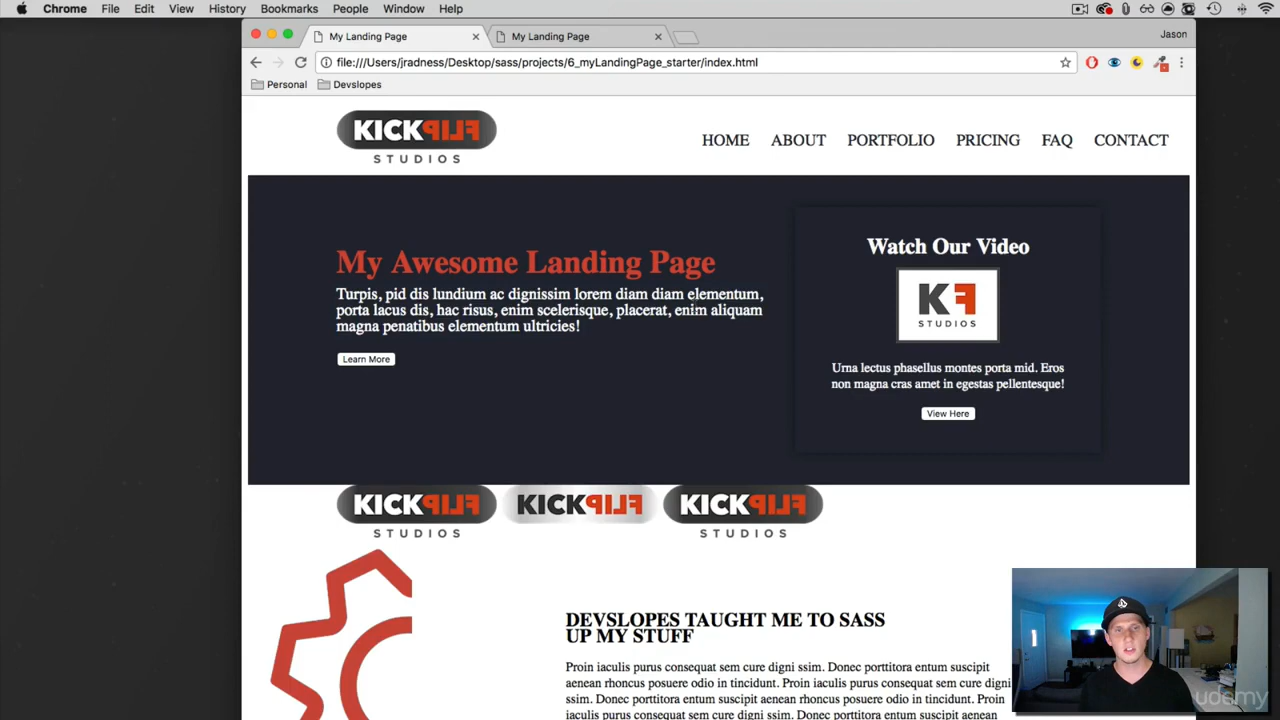 Chrome File Edit View History Bookmarks People Window Help
My Landing Page
My Landing Page
Jason
file:///Users/jradness/Desktop/sass/projects/6_myLandingPage_starter/index.html
Personal
Devslopes
KICKFLIP
STUDIOS
HOME ABOUT PORTFOLIO PRICING FAQ CONTACT
My Awesome Landing Page
Turpis, pid dis lundium ac dignissim lorem diam diam elementum,
porta lacus dis, hac risus, enim scelerisque, placerat, enim aliquam
magna penatibus elementum ultricies!
Learn More
Watch Our Video
KF
STUDIOS
Urna lectus phasellus montes porta mid. Eros
non magna cras amet in egestas pellentesque!
View Here
KICKFLIP
STUDIOS
KICKFLIP
KICKFLIP
STUDIOS
DEVSLOPES TAUGHT ME TO SASS
UP MY STUFF
Proin iaculis purus consequat sem cure digni ssim. Donec porttitora entum suscipit
aenean rhoncus posuere odio in tincidunt. Proin iaculis purus consequat sem cure digni
ssim. Donec porttitora entum suscipit aenean rhoncus posuere odio in tincidunt. Proin
iaculis purus consequat sem cure digni ssim. Donec porttitora entum suscipit aenean
udemy